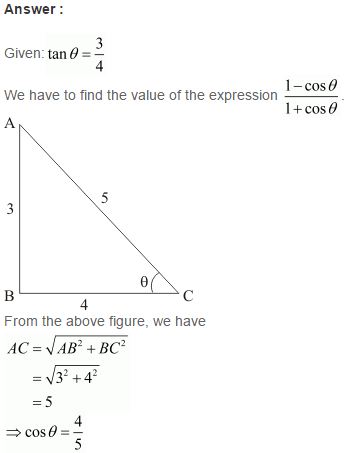 Answer :
Given: tan θ = 3/4
We have to find the value of the expression (1 − cos θ)/(1 + cos θ).
A
5
3
θ
B
C
4
From the above figure, we have
AC = √(AB² + BC²)
= √(3² + 4²)
= 5
⇒ cos θ = 4/5